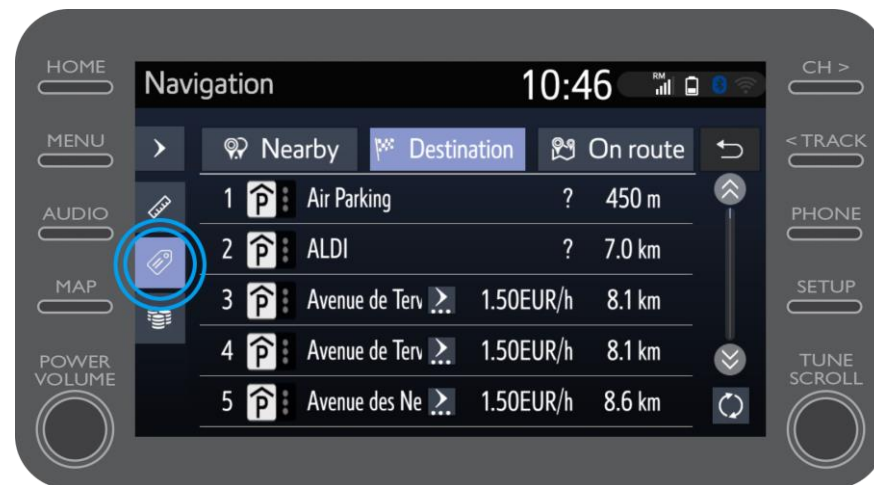 HOME
MENU
AUDIO
MAP
POWER
VOLUME
Navigation 10:46 RM
Nearby Destination On route
1 P Air Parking ? 450 m
2 P ALDI ? 7.0 km
3 P Avenue de Terv 1.50EUR/h 8.1 km
4 P Avenue de Terv 1.50EUR/h 8.1 km
5 P Avenue des Ne 1.50EUR/h 8.6 km
CH >
< TRACK
PHONE
SETUP
TUNE
SCROLL